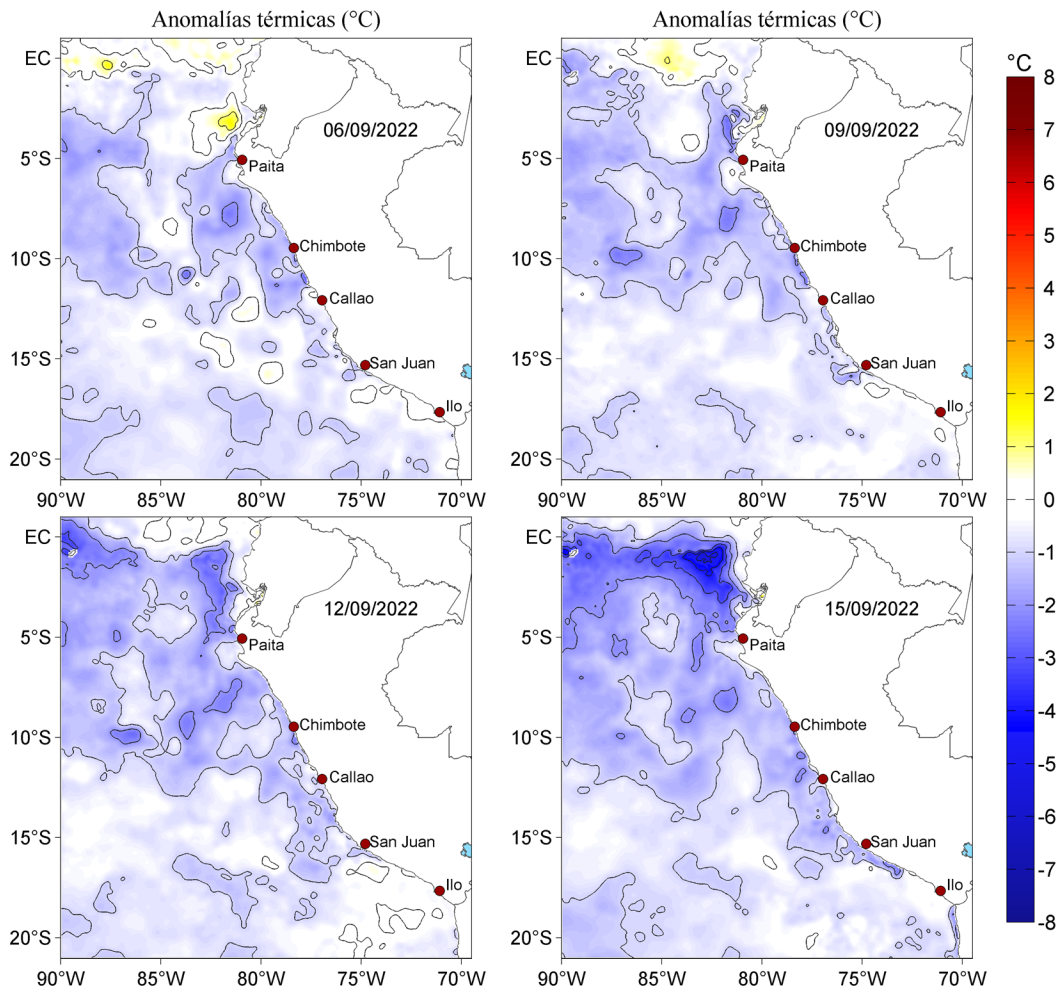 Anomalías térmicas (°C)
Anomalías térmicas (°C)
EC
5°S
10°S
15°S
20°S
90°W
85°W
80°W
75°W
70°W
06/09/2022
Paita
Chimbote
Callao
San Juan
Ilo
EC
5°S
10°S
15°S
20°S
90°W
85°W
80°W
75°W
70°W
09/09/2022
Paita
Chimbote
Callao
San Juan
Ilo
°C
8
7
6
5
4
3
2
1
0
-1
-2
-3
-4
-5
-6
-7
-8
EC
5°S
10°S
15°S
20°S
90°W
85°W
80°W
75°W
70°W
12/09/2022
Paita
Chimbote
Callao
San Juan
Ilo
EC
5°S
10°S
15°S
20°S
90°W
85°W
80°W
75°W
70°W
15/09/2022
Paita
Chimbote
Callao
San Juan
Ilo